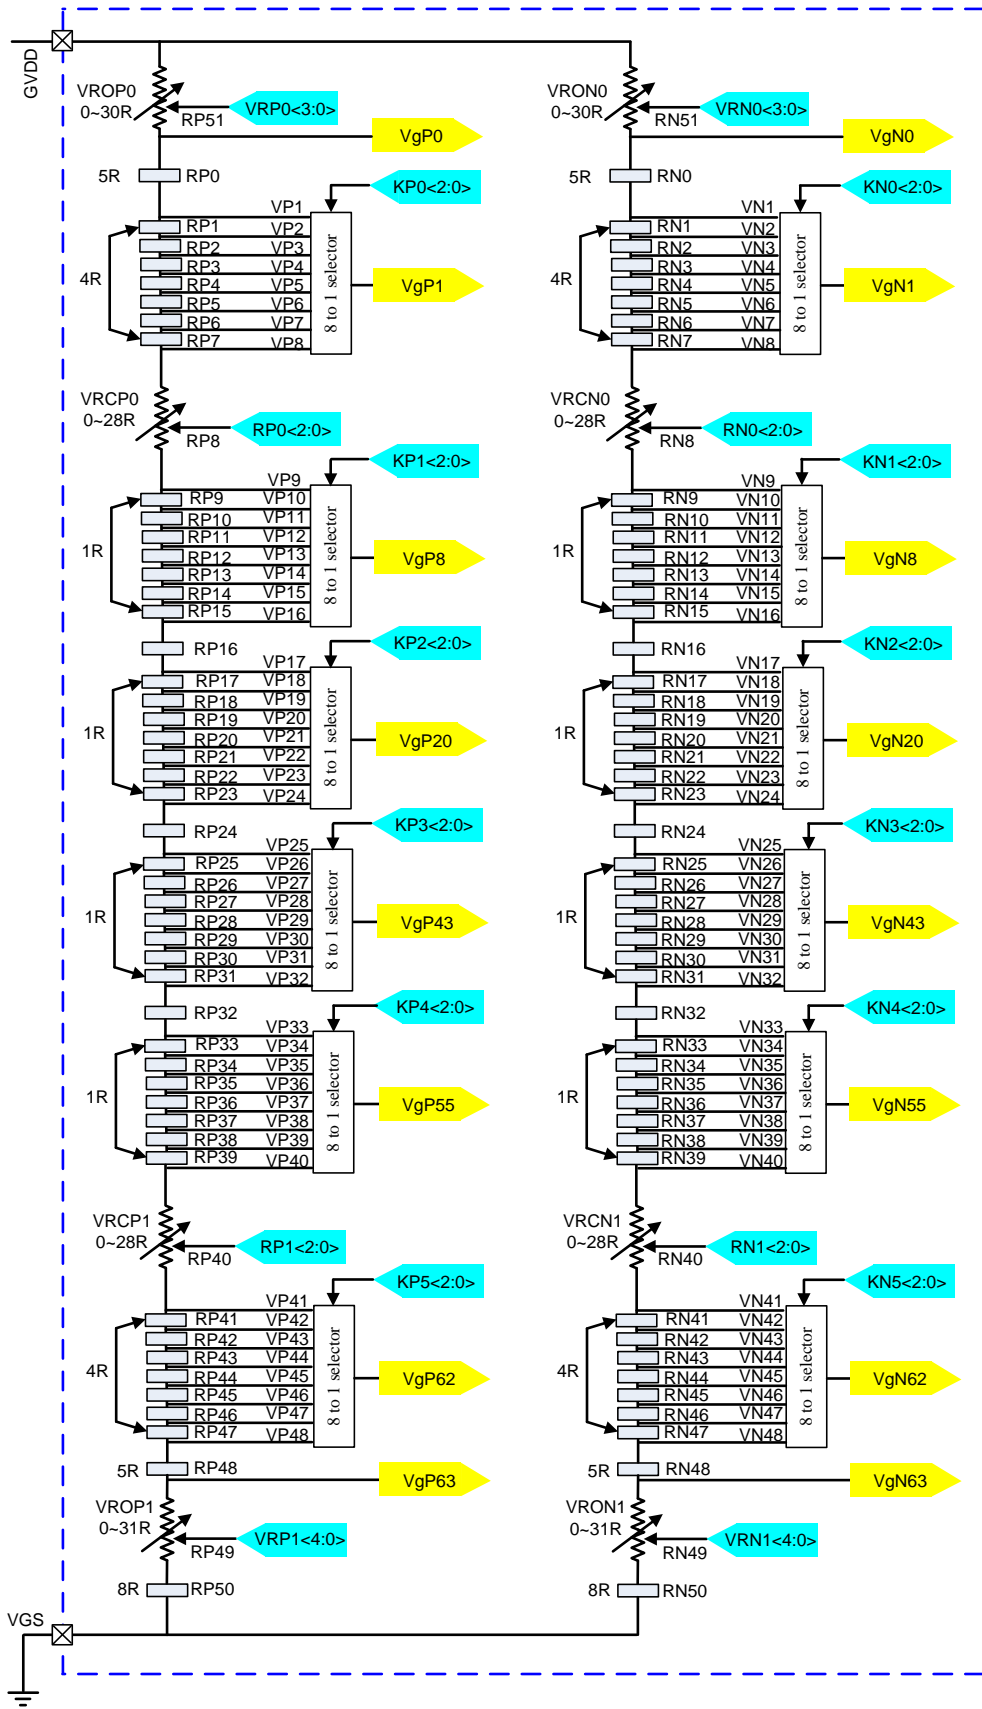 GVDD
VROP0
0~30R
RP51
VRP0<3:0>
VgP0
5R
RP0
KP0<2:0>
VP1
RP1
VP2
RP2
VP3
RP3
VP4
4R
RP4
VP5
RP5
VP6
RP6
VP7
RP7
VP8
8 to 1 selector
VgP1
VRCP0
0~28R
RP8
RP0<2:0>
KP1<2:0>
VP9
RP9
VP10
RP10
VP11
RP11
VP12
1R
RP12
VP13
RP13
VP14
RP14
VP15
RP15
VP16
8 to 1 selector
VgP8
RP16
KP2<2:0>
VP17
RP17
VP18
RP18
VP19
RP19
VP20
1R
RP20
VP21
RP21
VP22
RP22
VP23
RP23
VP24
8 to 1 selector
VgP20
RP24
KP3<2:0>
VP25
RP25
VP26
RP26
VP27
RP27
VP28
1R
RP28
VP29
RP29
VP30
RP30
VP31
RP31
VP32
8 to 1 selector
VgP43
RP32
KP4<2:0>
VP33
RP33
VP34
RP34
VP35
RP35
VP36
1R
RP36
VP37
RP37
VP38
RP38
VP39
RP39
VP40
8 to 1 selector
VgP55
VRCP1
0~28R
RP40
RP1<2:0>
KP5<2:0>
VP41
RP41
VP42
RP42
VP43
RP43
VP44
4R
RP44
VP45
RP45
VP46
RP46
VP47
RP47
VP48
8 to 1 selector
VgP62
5R
RP48
VgP63
VROP1
0~31R
RP49
VRP1<4:0>
8R
RP50
VGS
VRON0
0~30R
RN51
VRN0<3:0>
VgN0
5R
RN0
KN0<2:0>
VN1
RN1
VN2
RN2
VN3
RN3
VN4
4R
RN4
VN5
RN5
VN6
RN6
VN7
RN7
VN8
8 to 1 selector
VgN1
VRCN0
0~28R
RN8
RN0<2:0>
KN1<2:0>
VN9
RN9
VN10
RN10
VN11
RN11
VN12
1R
RN12
VN13
RN13
VN14
RN14
VN15
RN15
VN16
8 to 1 selector
VgN8
RN16
KN2<2:0>
VN17
RN17
VN18
RN18
VN19
RN19
VN20
1R
RN20
VN21
RN21
VN22
RN22
VN23
RN23
VN24
8 to 1 selector
VgN20
RN24
KN3<2:0>
VN25
RN25
VN26
RN26
VN27
RN27
VN28
1R
RN28
VN29
RN29
VN30
RN30
VN31
RN31
VN32
8 to 1 selector
VgN43
RN32
KN4<2:0>
VN33
RN33
VN34
RN34
VN35
RN35
VN36
1R
RN36
VN37
RN37
VN38
RN38
VN39
RN39
VN40
8 to 1 selector
VgN55
VRCN1
0~28R
RN40
RN1<2:0>
KN5<2:0>
VN41
RN41
VN42
RN42
VN43
RN43
VN44
4R
RN44
VN45
RN45
VN46
RN46
VN47
RN47
VN48
8 to 1 selector
VgN62
5R
RN48
VgN63
VRON1
0~31R
RN49
VRN1<4:0>
8R
RN50